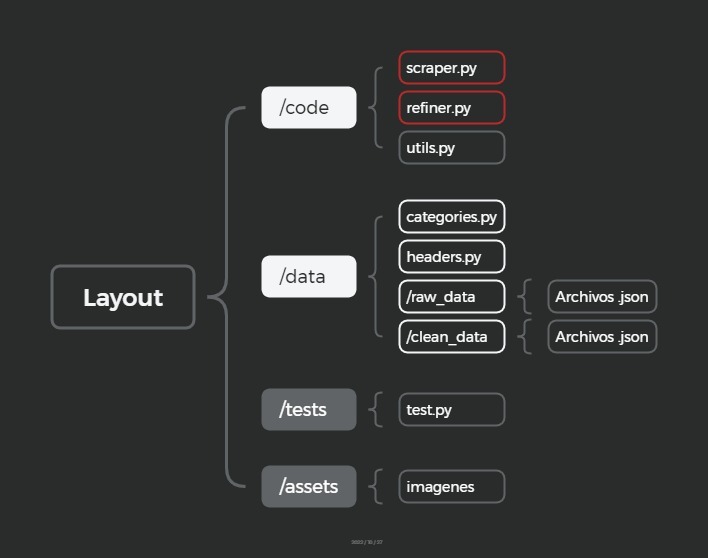 Layout
/code
scraper.py
refiner.py
utils.py
/data
categories.py
headers.py
/raw_data
Archivos .json
/clean_data
Archivos .json
/tests
test.py
/assets
imagenes